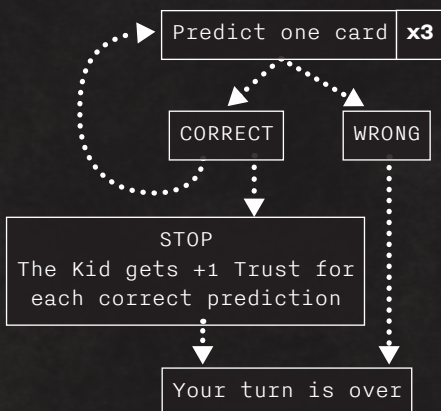 Predict one card x3
CORRECT
WRONG
STOP
The Kid gets +1 Trust for
each correct prediction
Your turn is over